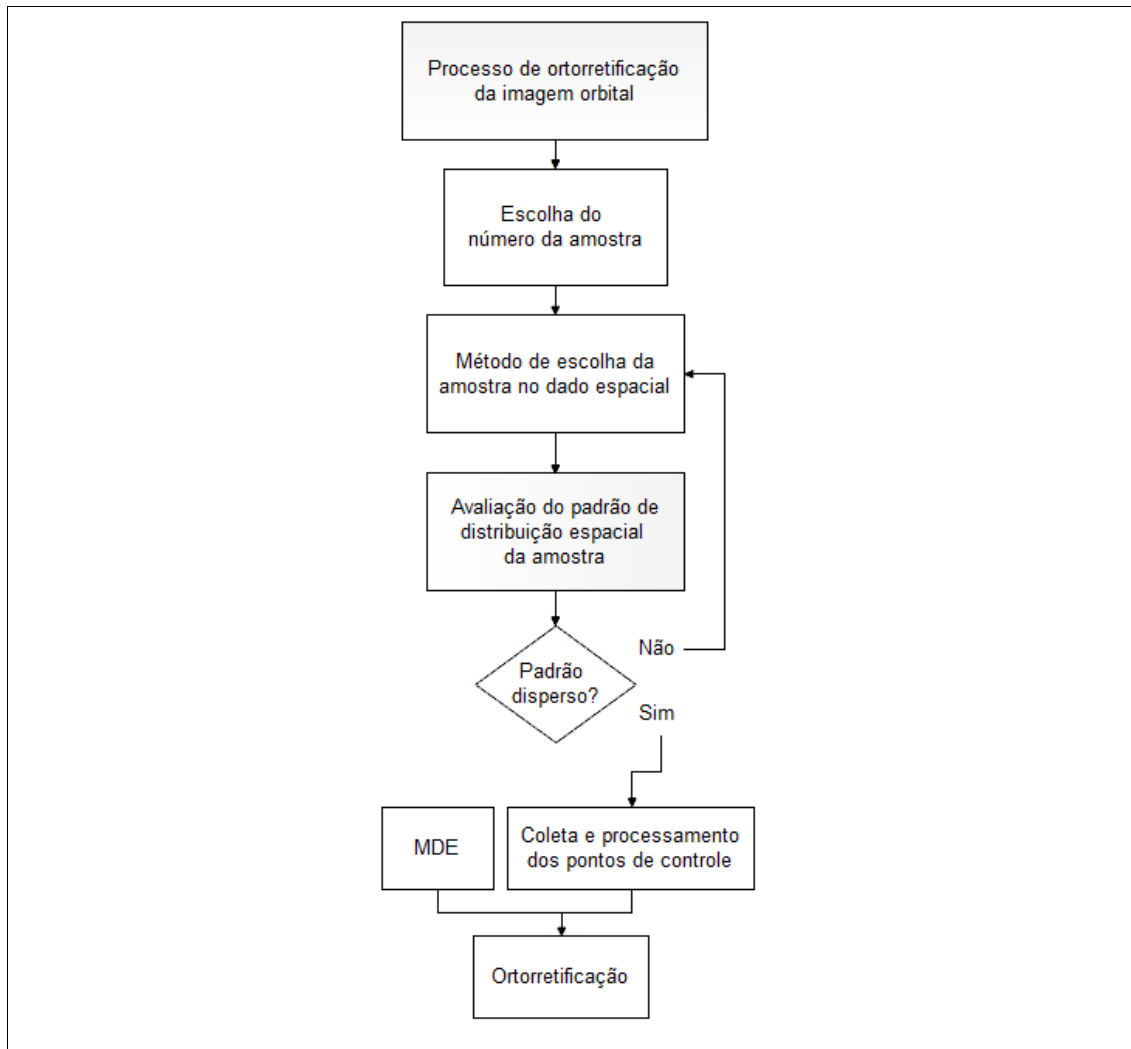 Processo de ortorretificação
da imagem orbital
Escolha do
número da amostra
Método de escolha da
amostra no dado espacial
Avaliação do padrão de
distribuição espacial
da amostra
Não
Padrão
disperso?
Sim
MDE
Coleta e processamento
dos pontos de controle
Ortorretificação